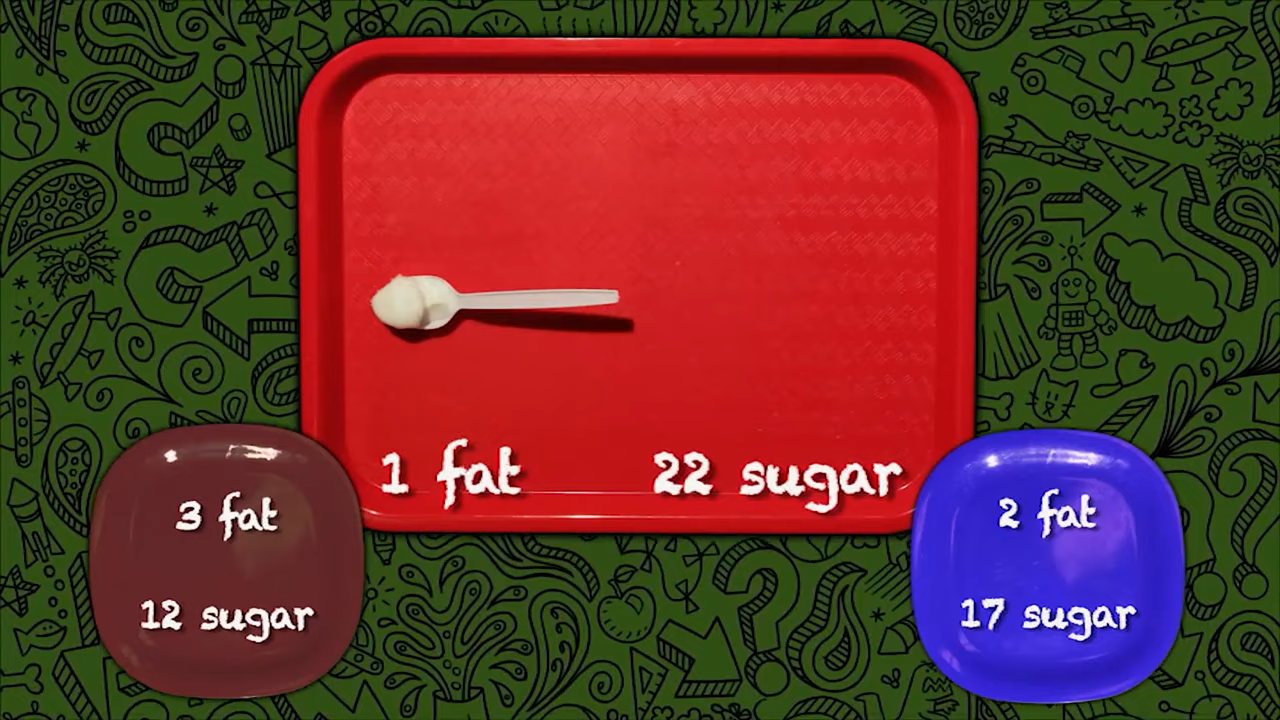 1 fat 22 sugar
3 fat
12 sugar
2 fat
17 sugar